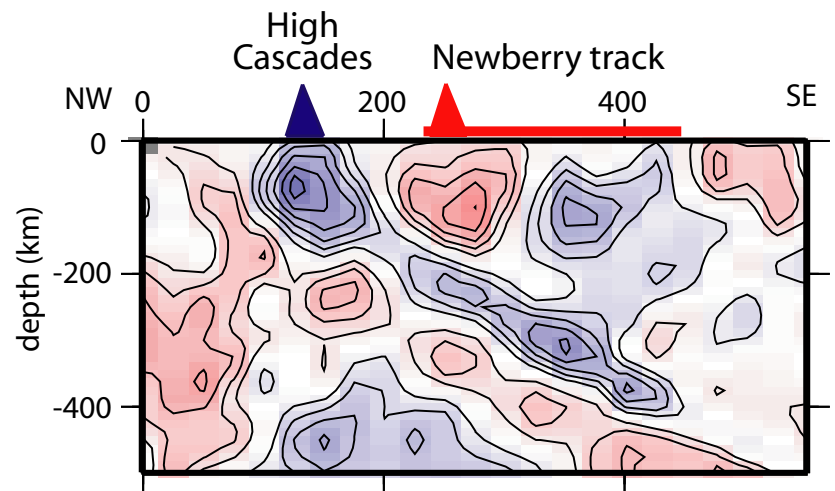 High
Cascades
Newberry track
NW 0 200 400 SE
0
-200
-400
depth (km)